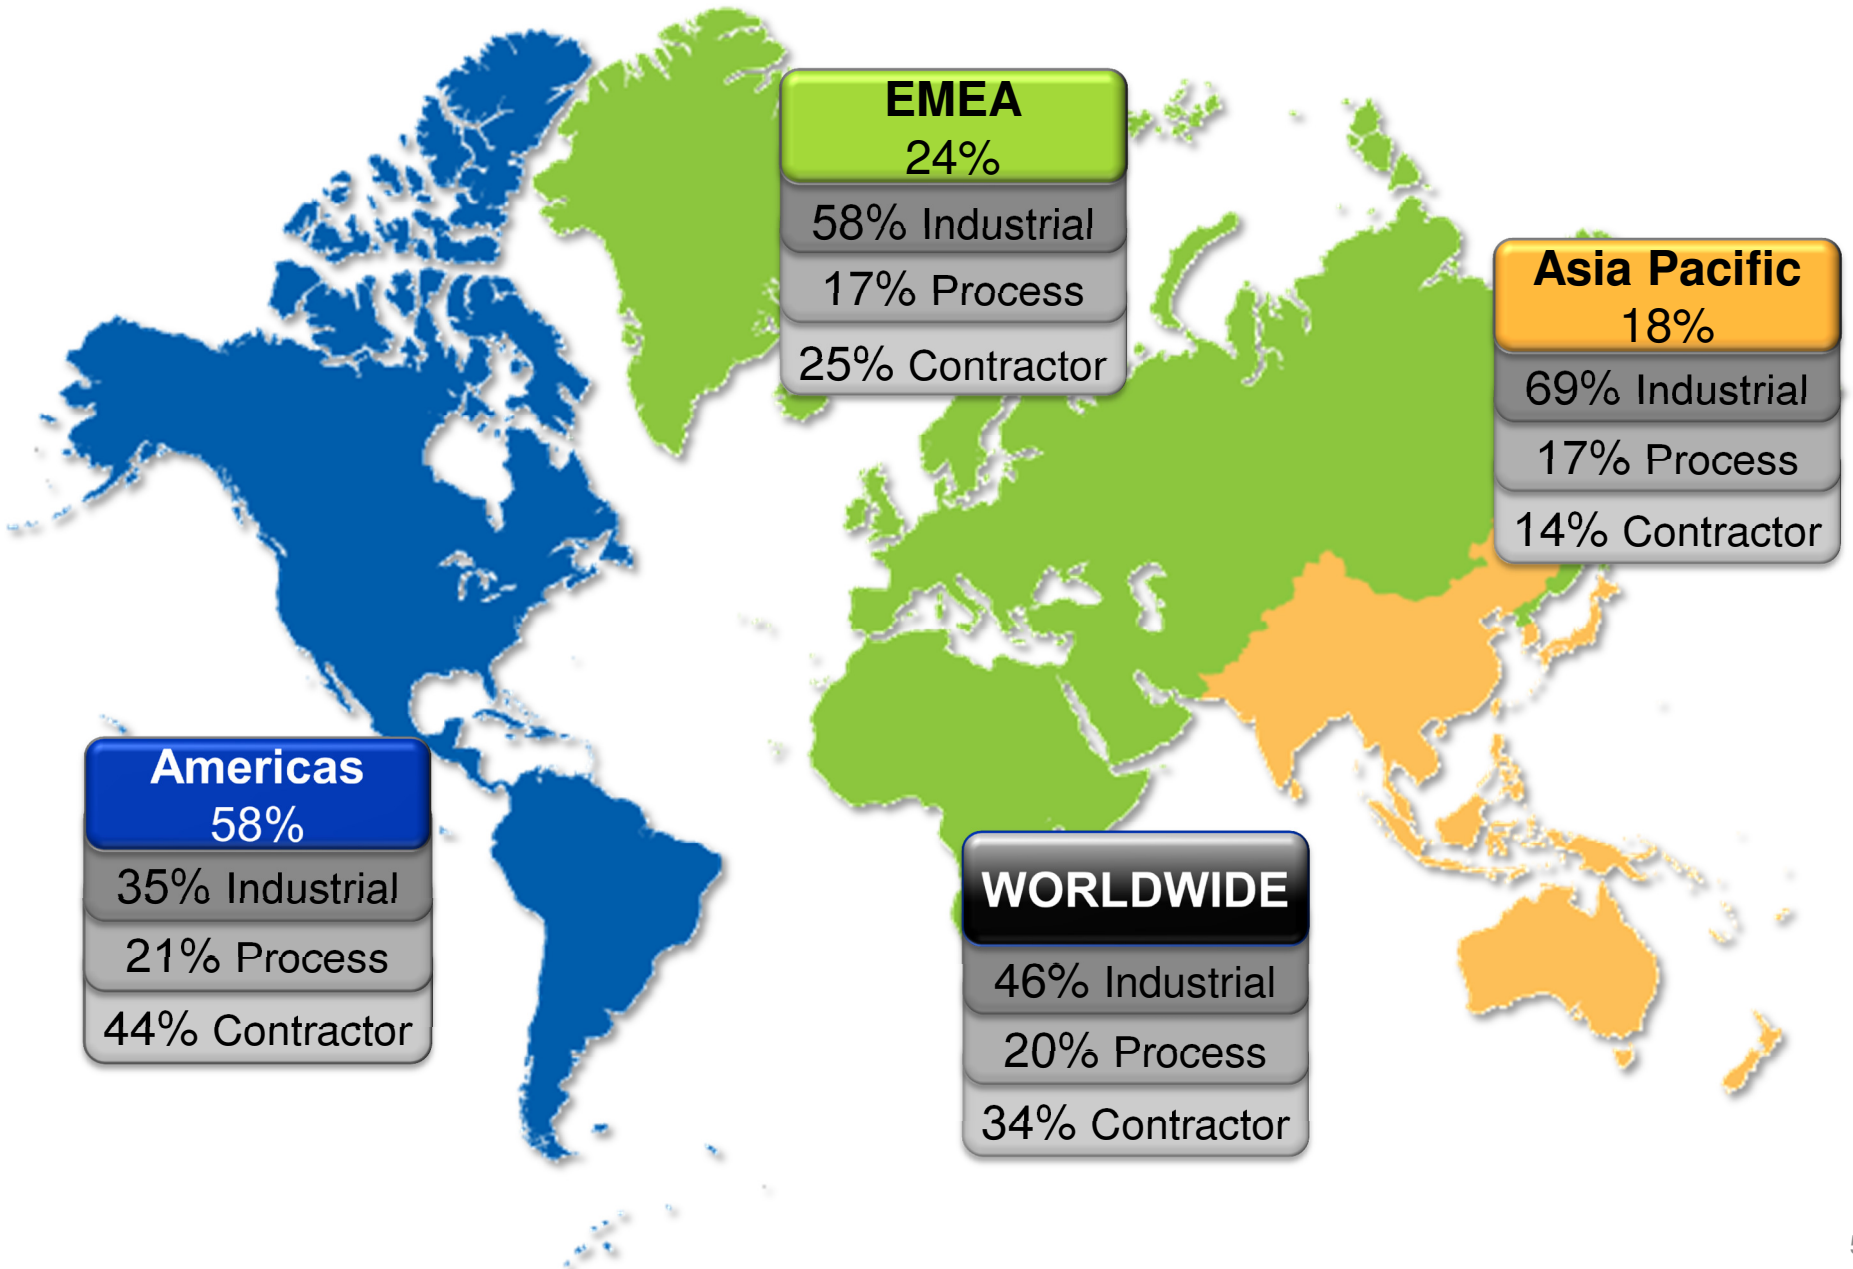 EMEA
24%
58% Industrial
17% Process
25% Contractor
Asia Pacific
18%
69% Industrial
17% Process
14% Contractor
Americas
58%
35% Industrial
21% Process
44% Contractor
WORLDWIDE
46% Industrial
20% Process
34% Contractor